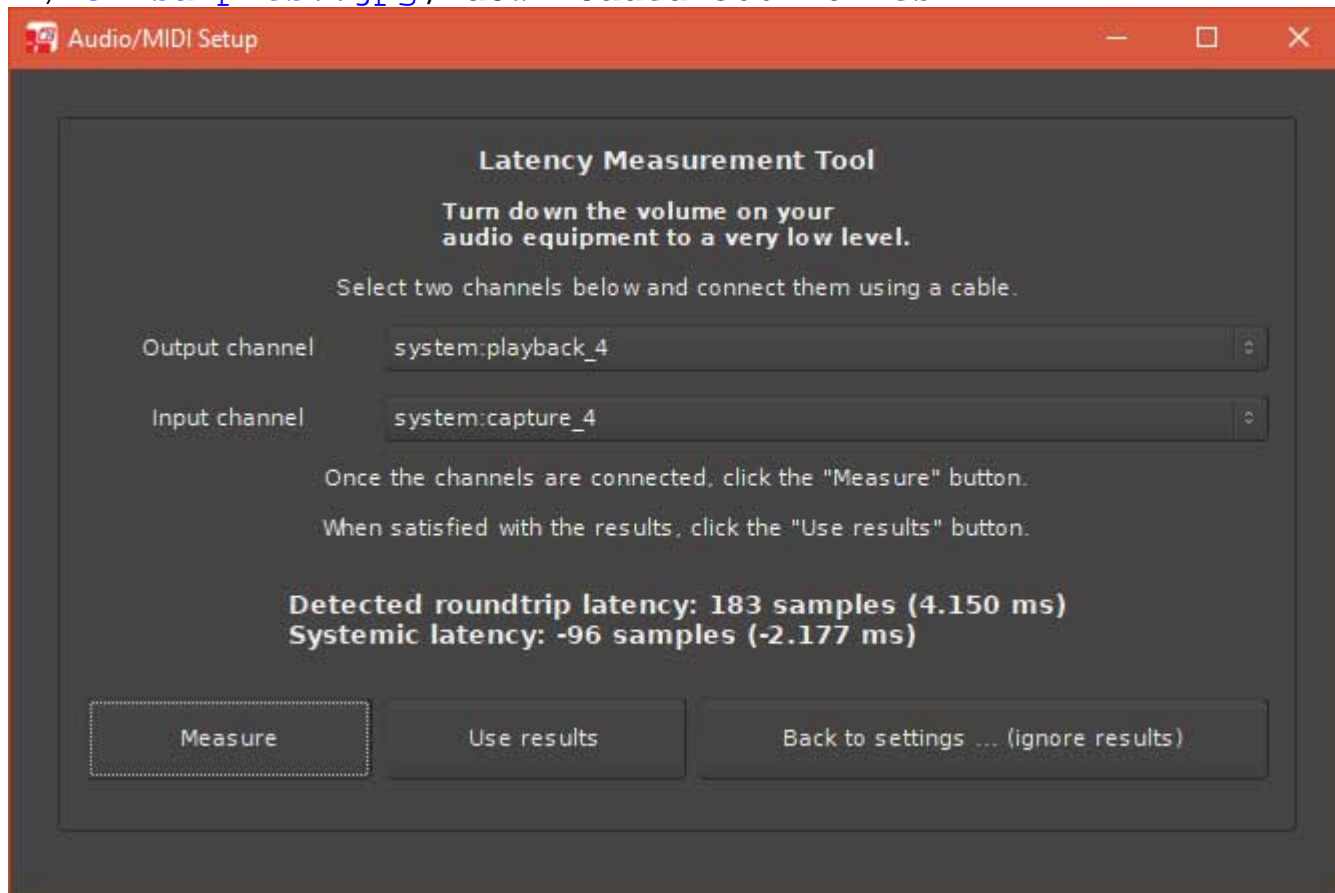 Audio/MIDI Setup
Latency Measurement Tool
Turn down the volume on your
audio equipment to a very low level.
Select two channels below and connect them using a cable.
Output channel system:playback_4
Input channel system:capture_4
Once the channels are connected, click the "Measure" button.
When satisfied with the results, click the "Use results" button.
Detected roundtrip latency: 183 samples (4.150 ms)
Systemic latency: -96 samples (-2.177 ms)
Measure Use results Back to settings ... (ignore results)